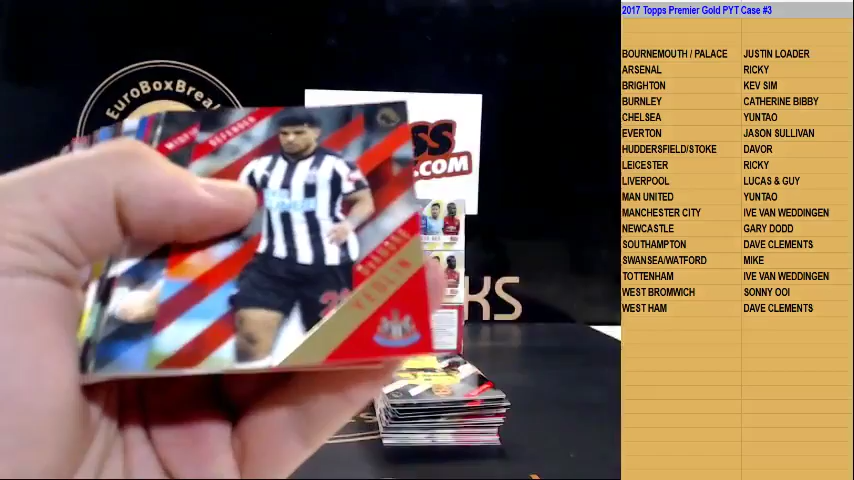 2017 Topps Premier Gold PYT Case #3
BOURNEMOUTH / PALACE JUSTIN LOADER
ARSENAL RICKY
BRIGHTON KEV SIM
BURNLEY CATHERINE BIBBY
CHELSEA YUNTAO
EVERTON JASON SULLIVAN
HUDDERSFIELD/STOKE DAVOR
LEICESTER RICKY
LIVERPOOL LUCAS & GUY
MAN UNITED YUNTAO
MANCHESTER CITY IVE VAN WEDDINGEN
NEWCASTLE GARY DODD
SOUTHAMPTON DAVE CLEMENTS
SWANSEA/WATFORD MIKE
TOTTENHAM IVE VAN WEDDINGEN
WEST BROMWICH SONNY OOI
WEST HAM DAVE CLEMENTS
EuroBoxBrea
SS
.COM
KS
DEFENDER
DEANDRE
YEDLIN